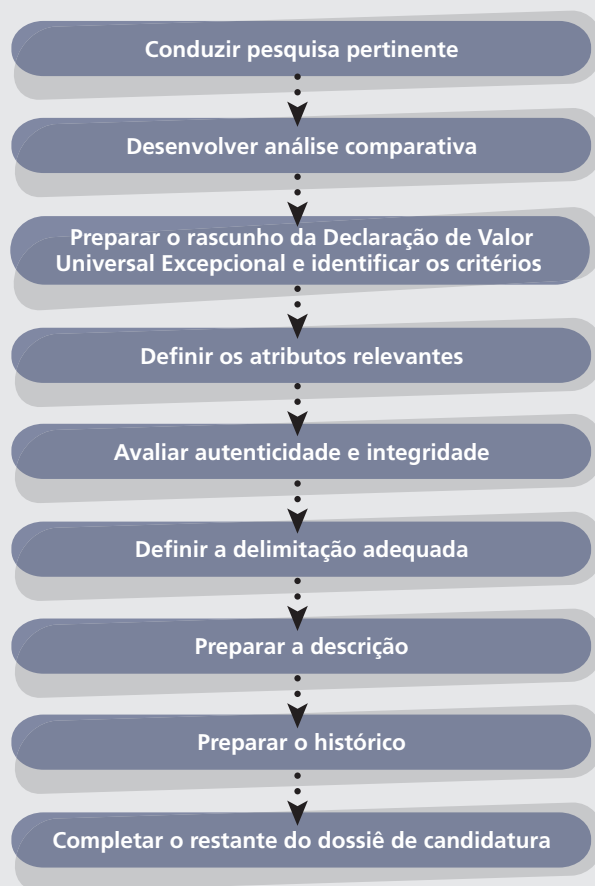 Conduzir pesquisa pertinente
Desenvolver análise comparativa
Preparar o rascunho da Declaração de Valor
Universal Excepcional e identificar os critérios
Definir os atributos relevantes
Avaliar autenticidade e integridade
Definir a delimitação adequada
Preparar a descrição
Preparar o histórico
Completar o restante do dossiê de candidatura